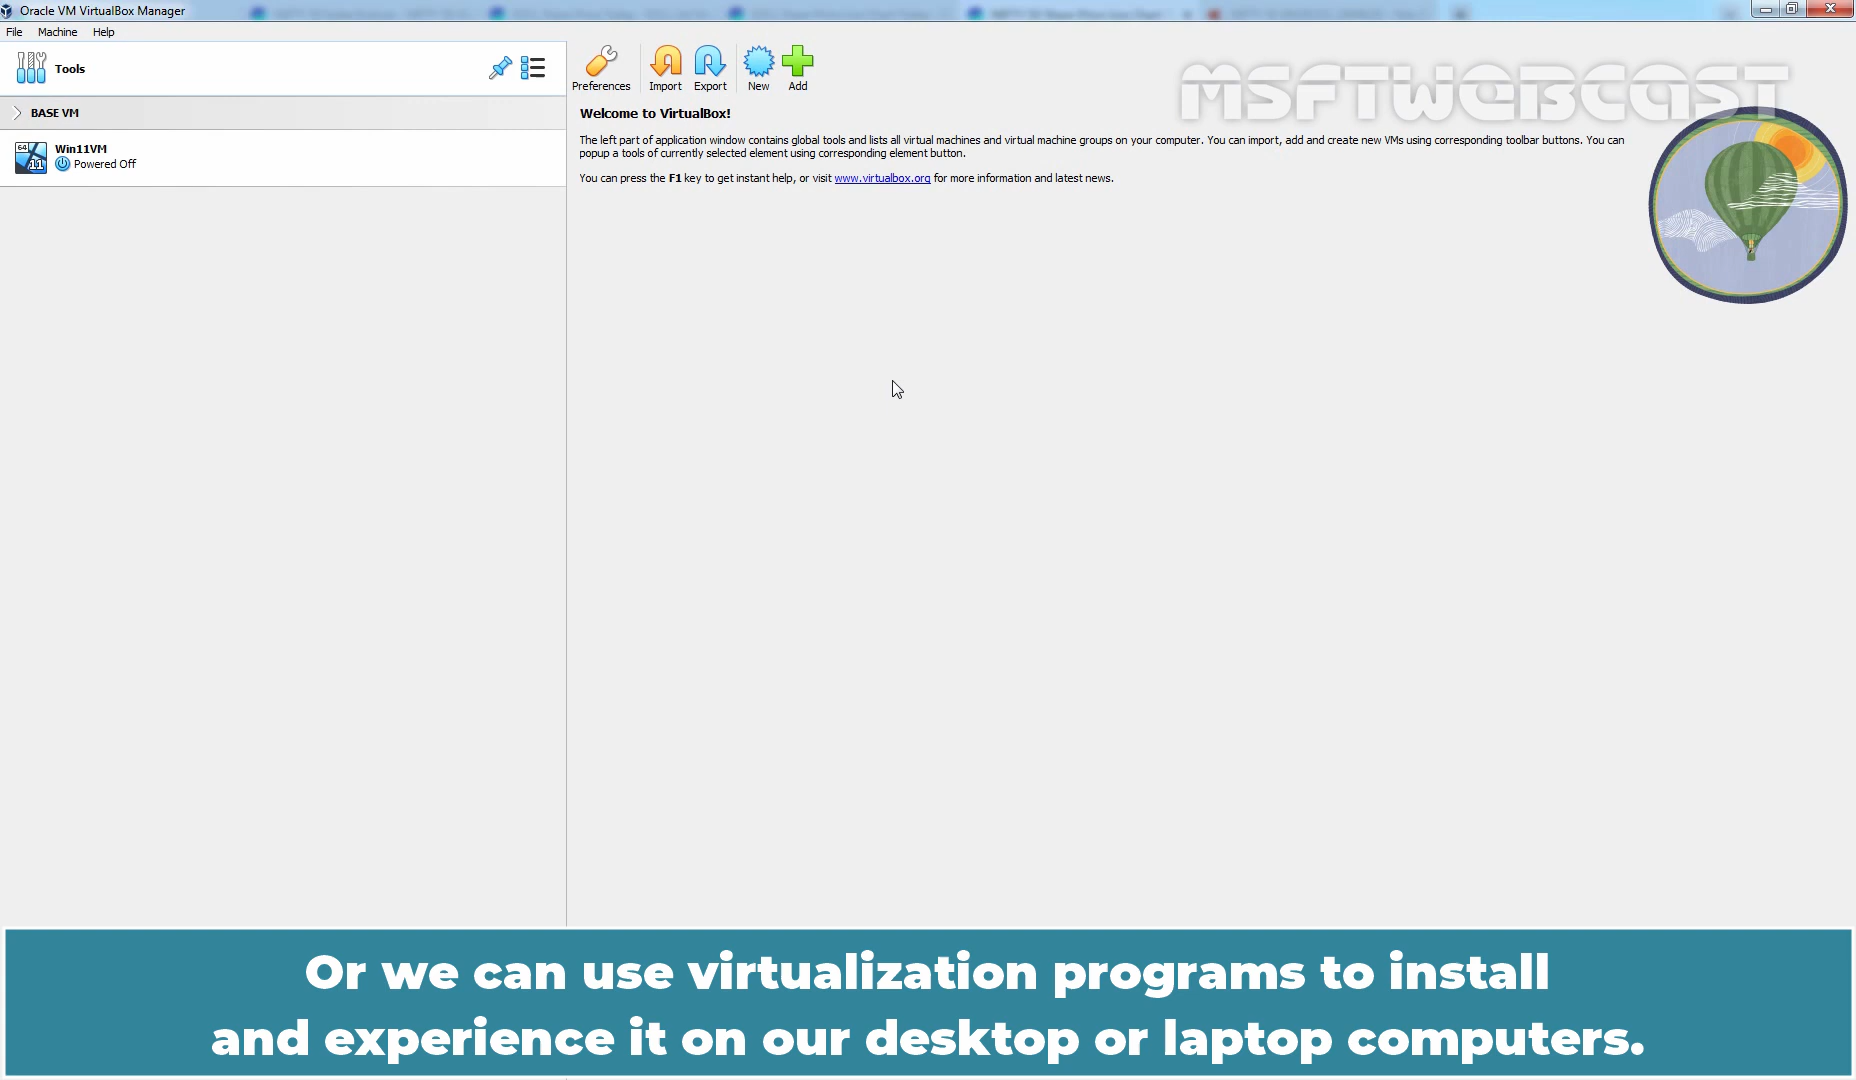 Oracle VM VirtualBox Manager
File Machine Help
Tools
BASE VM
64
11
Win11VM
Powered Off
Preferences Import Export New Add
MSFTWEBCAST
Welcome to VirtualBox!
The left part of application window contains global tools and lists all virtual machines and virtual machine groups on your computer. You can import, add and create new VMs using corresponding toolbar buttons. You can
popup a tools of currently selected element using corresponding element button.
You can press the F1 key to get instant help, or visit www.virtualbox.org for more information and latest news.
Or we can use virtualization programs to install
and experience it on our desktop or laptop computers.